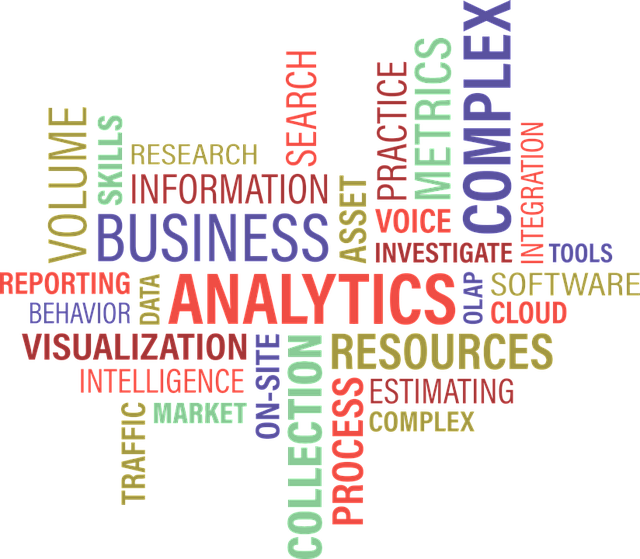 COMPLEX
METRICS
PRACTICE
SEARCH
VOLUME
SKILLS
RESEARCH
INFORMATION
ASSET
INTEGRATION
BUSINESS
VOICE
INVESTIGATE
TOOLS
REPORTING
DATA
ANALYTICS
OLAP
SOFTWARE
BEHAVIOR
CLOUD
VISUALIZATION
ON-SITE
COLLECTION
RESOURCES
INTELLIGENCE
PROCESS
ESTIMATING
TRAFFIC
MARKET
COMPLEX